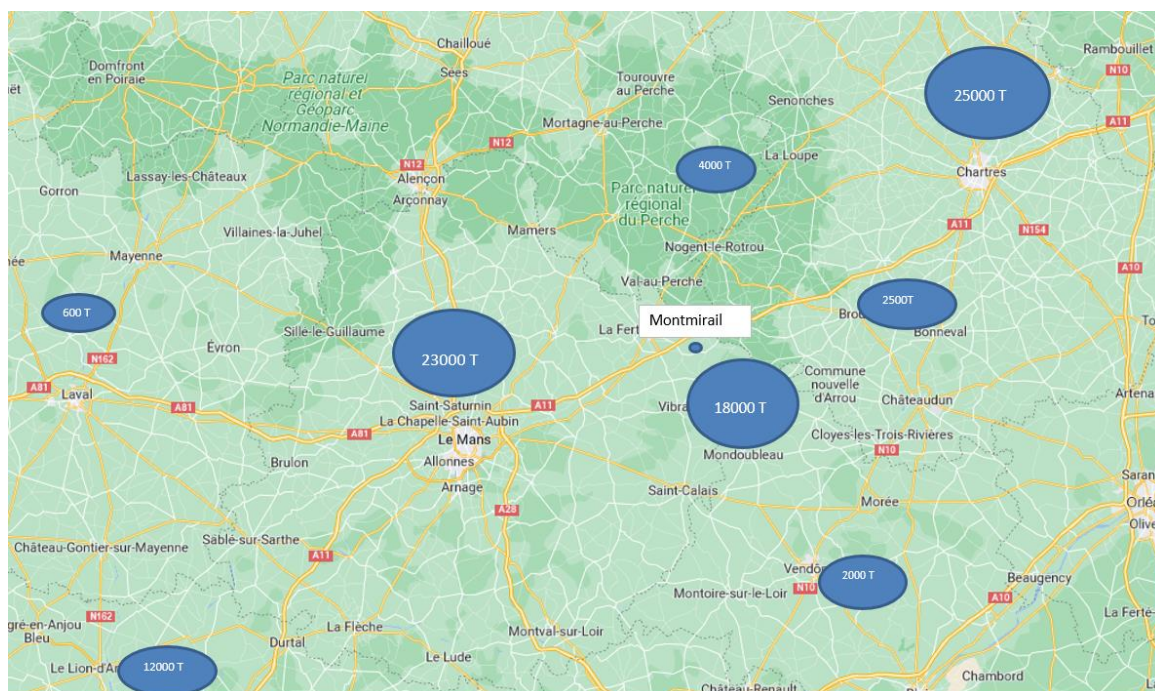 Chailloué
Rambouillet
Domfront
en Poiraie
Sées
N10
Parc naturel
régional et
Géoparc
Normandie-Maine
Tourouvre
au Perche
25000 T
Senonches
Mortagne-au-Perche
A11
N12
N12
4000 T
La Loupe
Lassay-les-Châteaux
Alençon
Arçonnay
Chartres
Gorron
Parc naturel
régional
du Perche
Villaines-la-Juhel
Mamers
A11
N154
Nogent-le-Rotrou
Mayenne
A10
Val-au-Perche
600 T
2500T
Montmirail
Sillé-le-Guillaume
La Fert
Bonneval
Évron
23000 T
N162
Commune
nouvelle
d'Arrou
A81
Laval
A81
Saint-Saturnin
A11
Vibra
18000 T
Châteaudun
La Chapelle-Saint-Aubin
A81
Le Mans
Cloyes-les-Trois-Rivières
Mondoubleau
N10
Brulon
Allonnes
Arnage
Saint-Calais
Morée
A28
Sablé-sur-Sarthe
Château-Gontier-sur-Mayenne
A11
Vendôm
2000 T
N10
Beaugency
Montoire-sur-le-Loir
A10
N162
La Flèche
Montval-sur-Loir
Durtal
12000 T
Le Lude
Chambord
Château-Renault